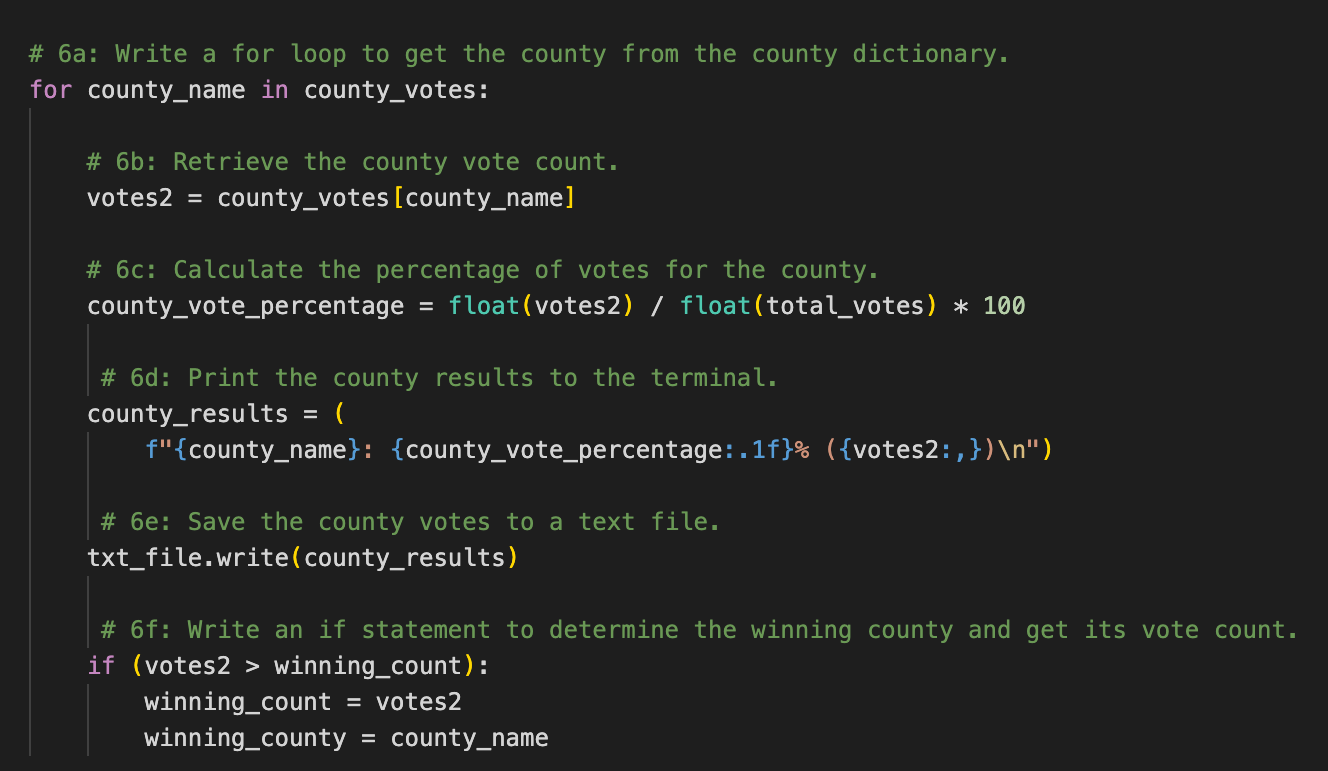 # 6a: Write a for loop to get the county from the county dictionary.
for county_name in county_votes:
# 6b: Retrieve the county vote count.
votes2 = county_votes[county_name]
# 6c: Calculate the percentage of votes for the county.
county_vote_percentage = float(votes2) / float(total_votes) * 100
# 6d: Print the county results to the terminal.
county_results = (
f"{county_name}: {county_vote_percentage:.1f}% ({votes2:,})\n")
# 6e: Save the county votes to a text file.
txt_file.write(county_results)
# 6f: Write an if statement to determine the winning county and get its vote count.
if (votes2 > winning_count):
winning_count = votes2
winning_county = county_name